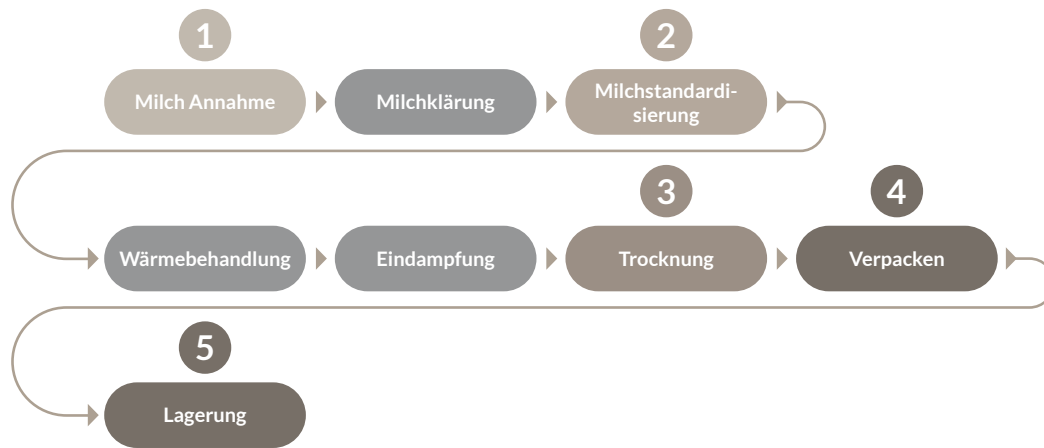 1
2
Milch Annahme
Milchklärung
Milchstandardi-
sierung
3
4
Wärmebehandlung
Eindampfung
Trocknung
Verpacken
5
Lagerung